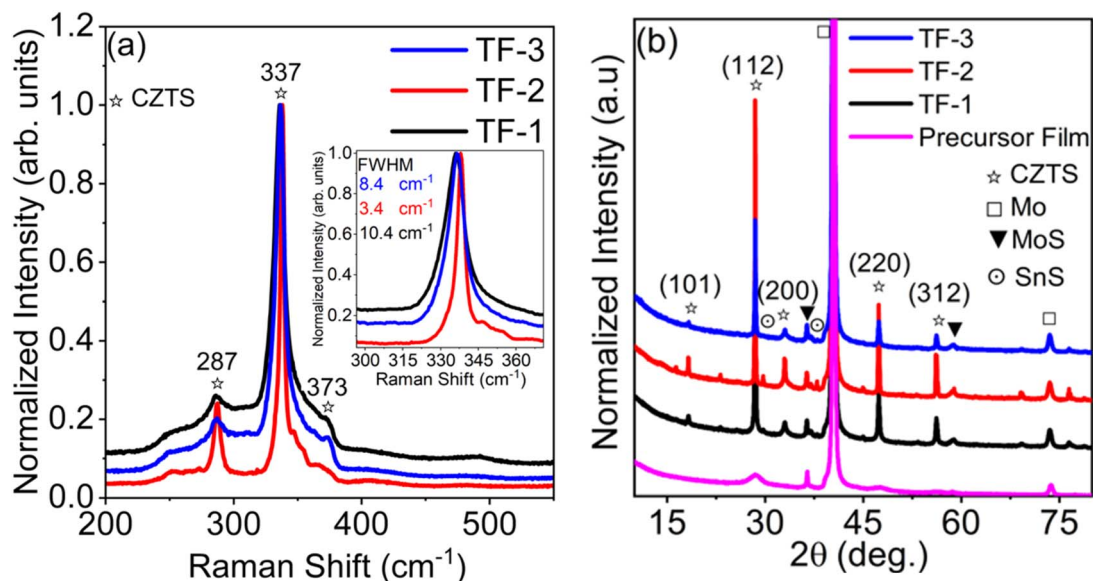 (a)
☆ CZTS
TF-3
TF-2
TF-1
337
☆
287
☆
373
☆
1.2
1.0
0.8
0.6
0.4
0.2
0.0
Normalized Intensity (arb. units)
200
300
400
500
Raman Shift (cm⁻¹)
FWHM
8.4 cm⁻¹
3.4 cm⁻¹
10.4 cm⁻¹
1.0
0.8
0.6
0.4
0.2
Normalized Intensity (arb. units)
300 315 330 345 360
Raman Shift (cm⁻¹)
(b)
□
TF-3
TF-2
TF-1
Precursor Film
☆ CZTS
□ Mo
▼ MoS
⊙ SnS
(112)
☆
(101)
☆
(200)
⊙ ☆ ▼ ⊙
(220)
☆
(312)
☆ ▼
□
Normalized Intensity (a.u)
15 30 45 60 75
2θ (deg.)